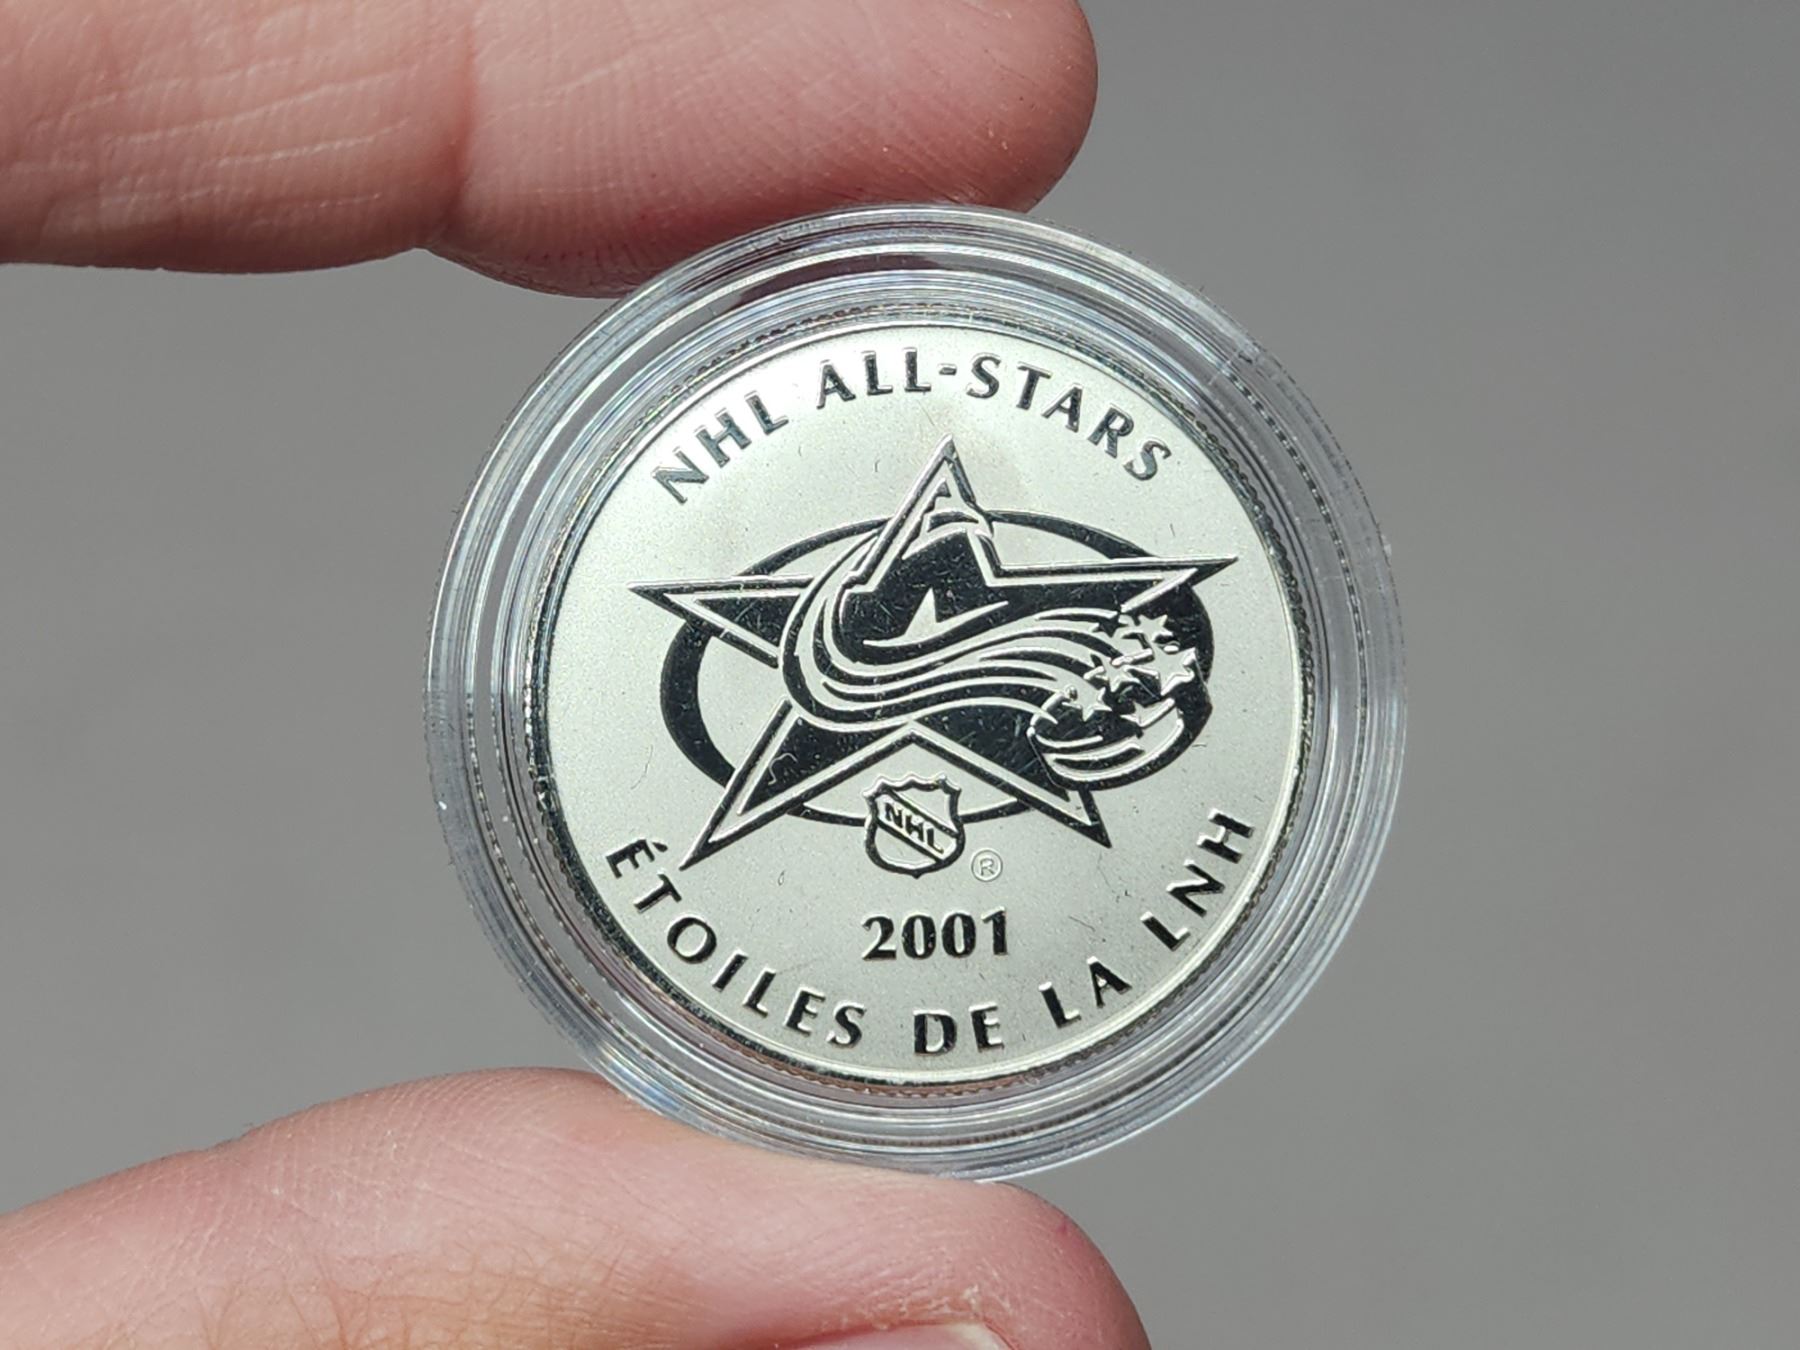 NHL ALL-STARS
NHL
®
2001
ÉTOILES DE LA LNH